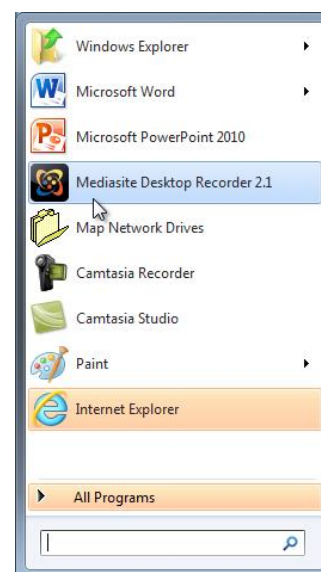 Windows Explorer
Microsoft Word
Microsoft PowerPoint 2010
Mediasite Desktop Recorder 2.1
Map Network Drives
Camtasia Recorder
Camtasia Studio
Paint
Internet Explorer
All Programs